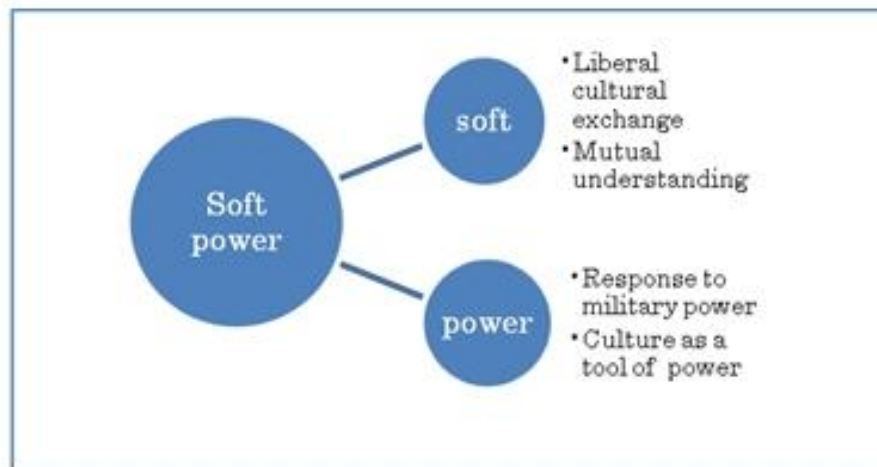 Soft
power
soft
•Liberal
cultural
exchange
•Mutual
understanding
power
•Response to
military power
•Culture as a
tool of power